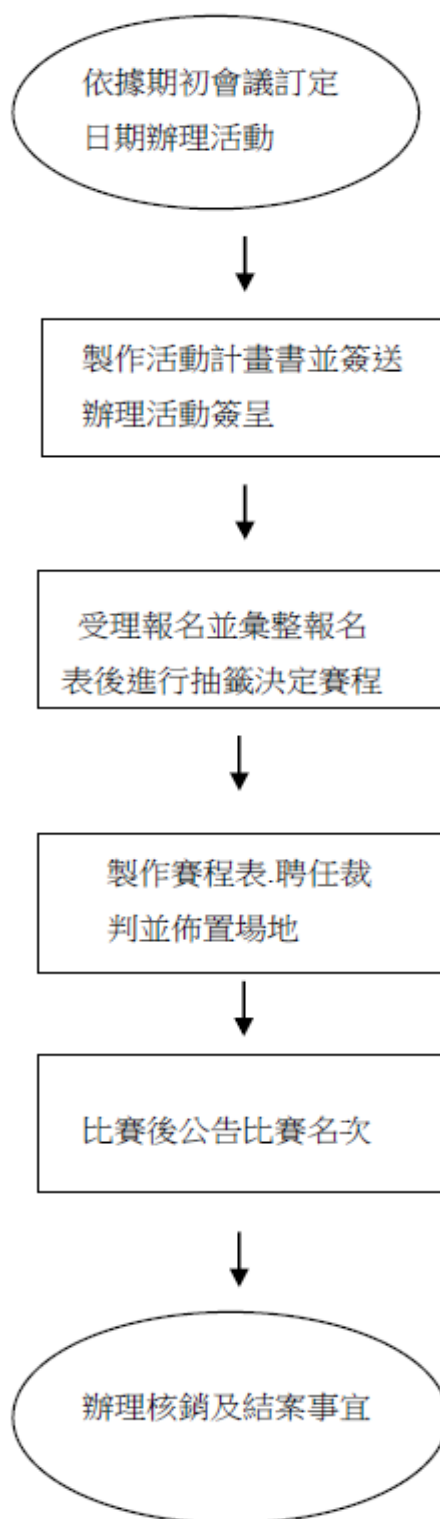 依據期初會議訂定
日期辦理活動
製作活動計畫書並簽送
辦理活動簽呈
受理報名並彙整報名
表後進行抽籤決定賽程
製作賽程表.聘任裁
判並佈置場地
比賽後公告比賽名次
辦理核銷及結案事宜